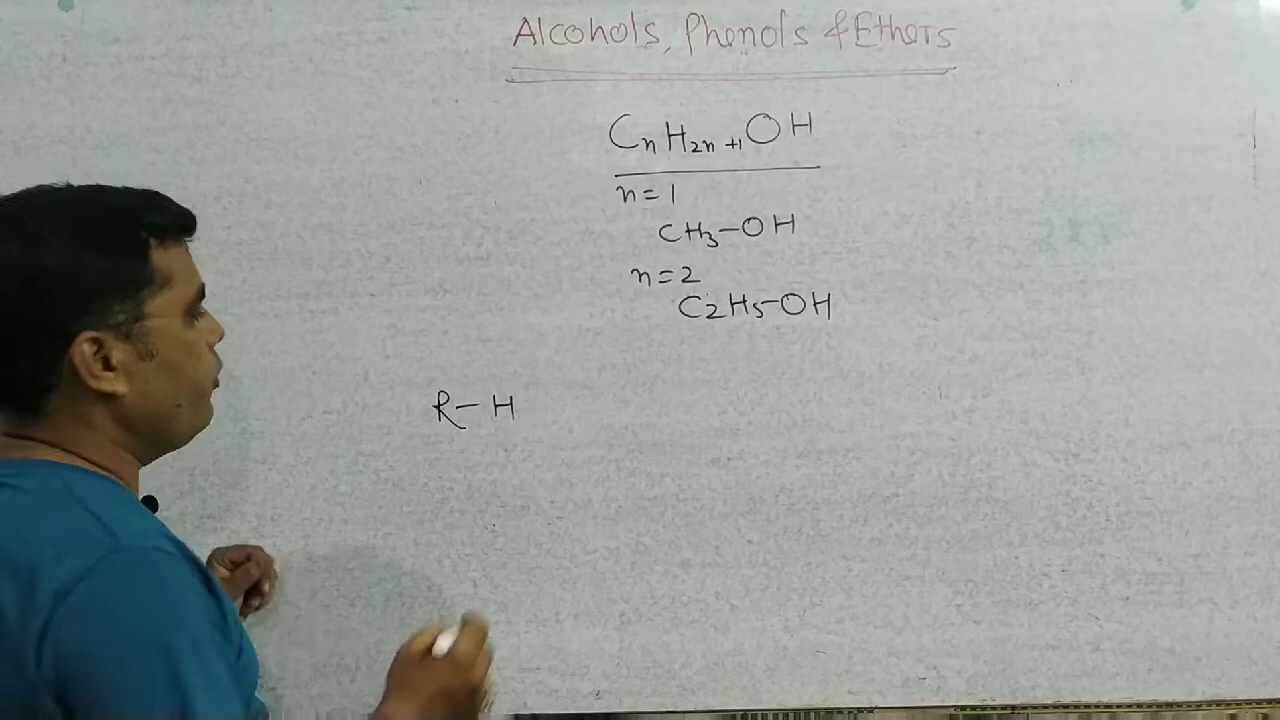 Alcohols, Phenols & Ethers
CnH2n+1OH
n=1
CH3-OH
n=2
C2H5-OH
R-H